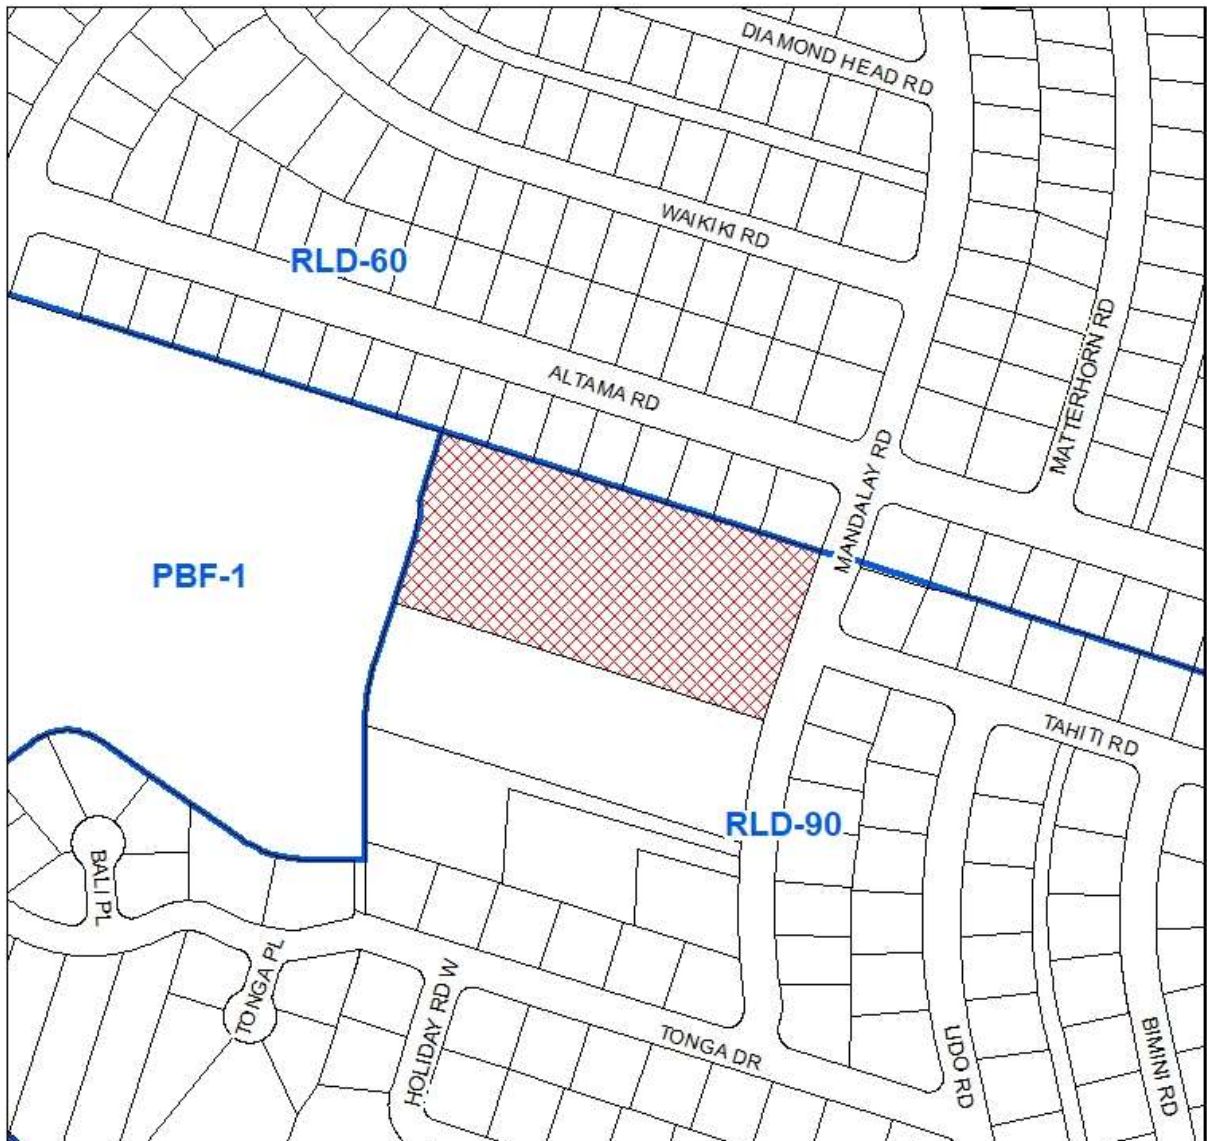 DIAMOND HEAD RD
WAIKIKI RD
RLD-60
MATTERHORN RD
ALTAMA RD
MANDALAY RD
PBF-1
TAHITI RD
RLD-90
BALI PL
TONGA PL
HOLIDAY RD W
TONGA DR
LIDO RD
BIMINI RD